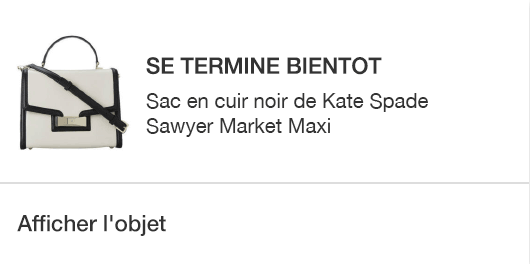 SE TERMINE BIENTOT
Sac en cuir noir de Kate Spade
Sawyer Market Maxi
Afficher l'objet